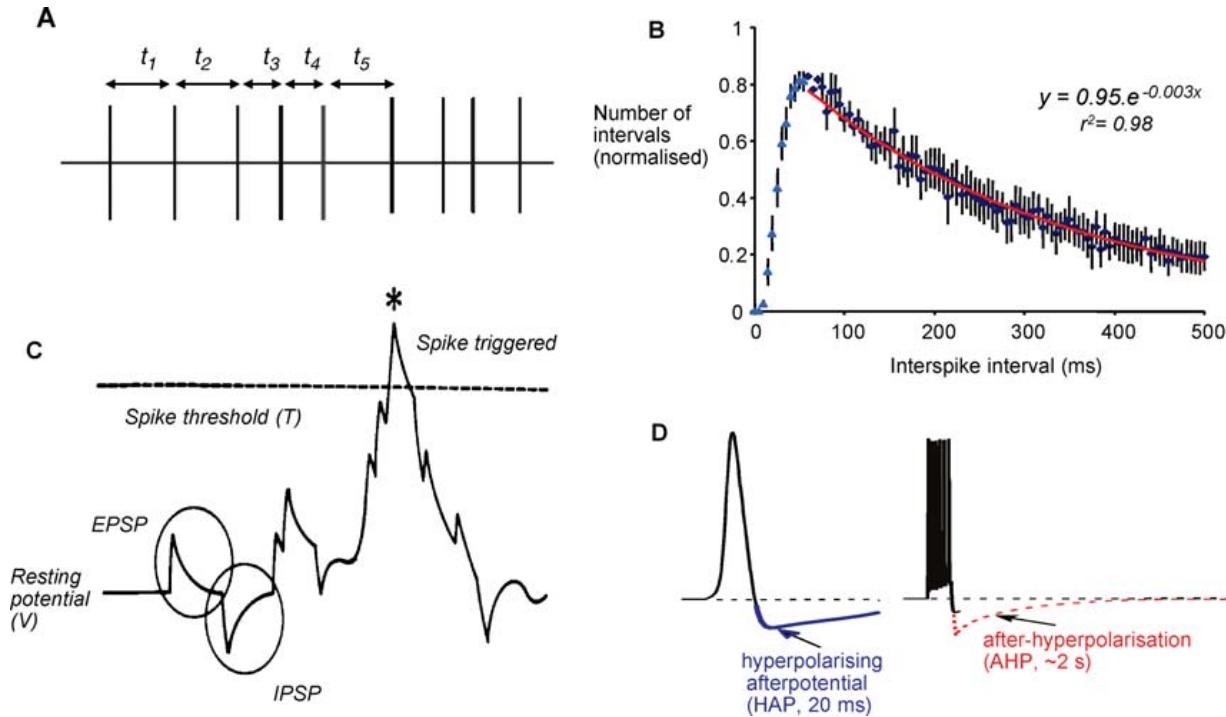 A
t1 t2 t3 t4 t5
B
Number of
intervals
(normalised)
1
0.8
0.6
0.4
0.2
0
y = 0.95.e^-0.003x
r²= 0.98
0 100 200 300 400 500
Interspike interval (ms)
C
*
Spike triggered
Spike threshold (T)
EPSP
Resting
potential
(V)
IPSP
D
hyperpolarising
afterpotential
(HAP, 20 ms)
after-hyperpolarisation
(AHP, ~2 s)